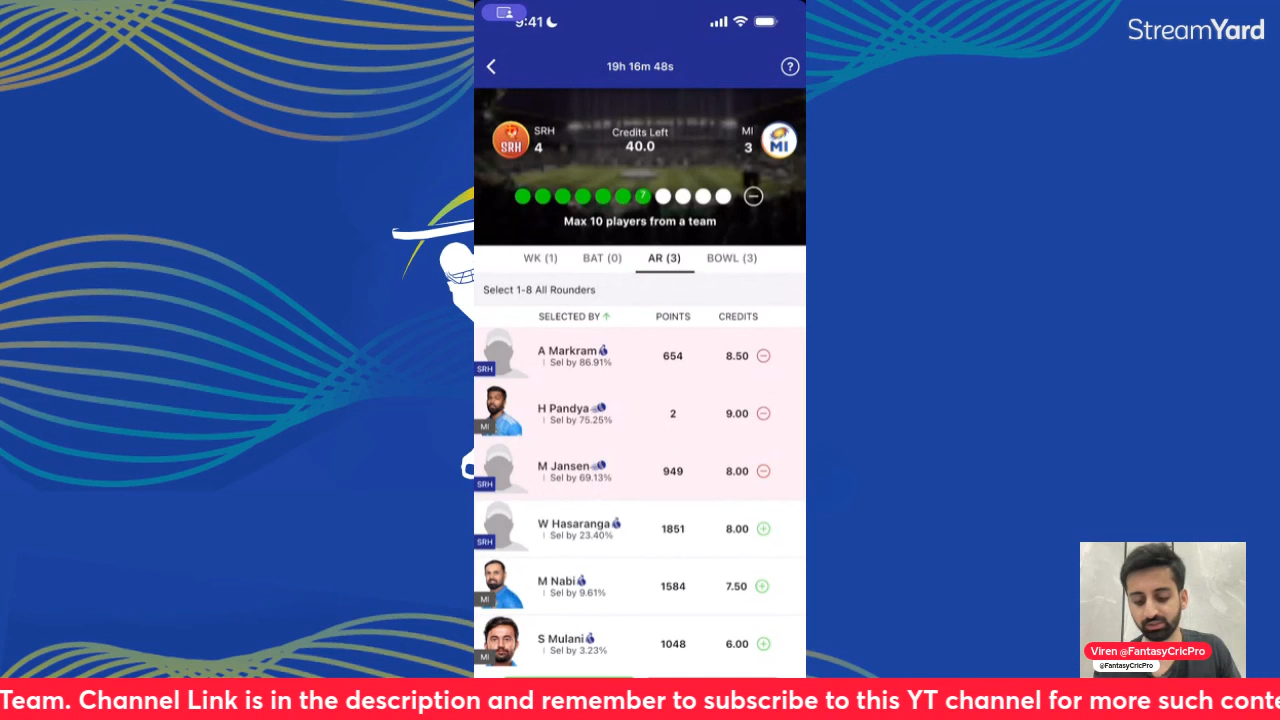 StreamYard
9:41
19h 16m 48s
?
SRH
4
Credits Left
40.0
MI
3
SRH
MI
7
Max 10 players from a team
WK (1)
BAT (0)
AR (3)
BOWL (3)
Select 1-8 All Rounders
SELECTED BY
POINTS
CREDITS
A Markram
Sel by 86.91%
654
8.50
SRH
H Pandya
Sel by 75.25%
2
9.00
MI
M Jansen
Sel by 69.13%
949
8.00
SRH
W Hasaranga
Sel by 23.40%
1851
8.00
SRH
M Nabi
Sel by 9.61%
1584
7.50
MI
S Mulani
Sel by 3.23%
1048
6.00
MI
Viren @FantasyCricPro
@FantasyCricPro
Team. Channel Link is in the description and remember to subscribe to this YT channel for more such conte